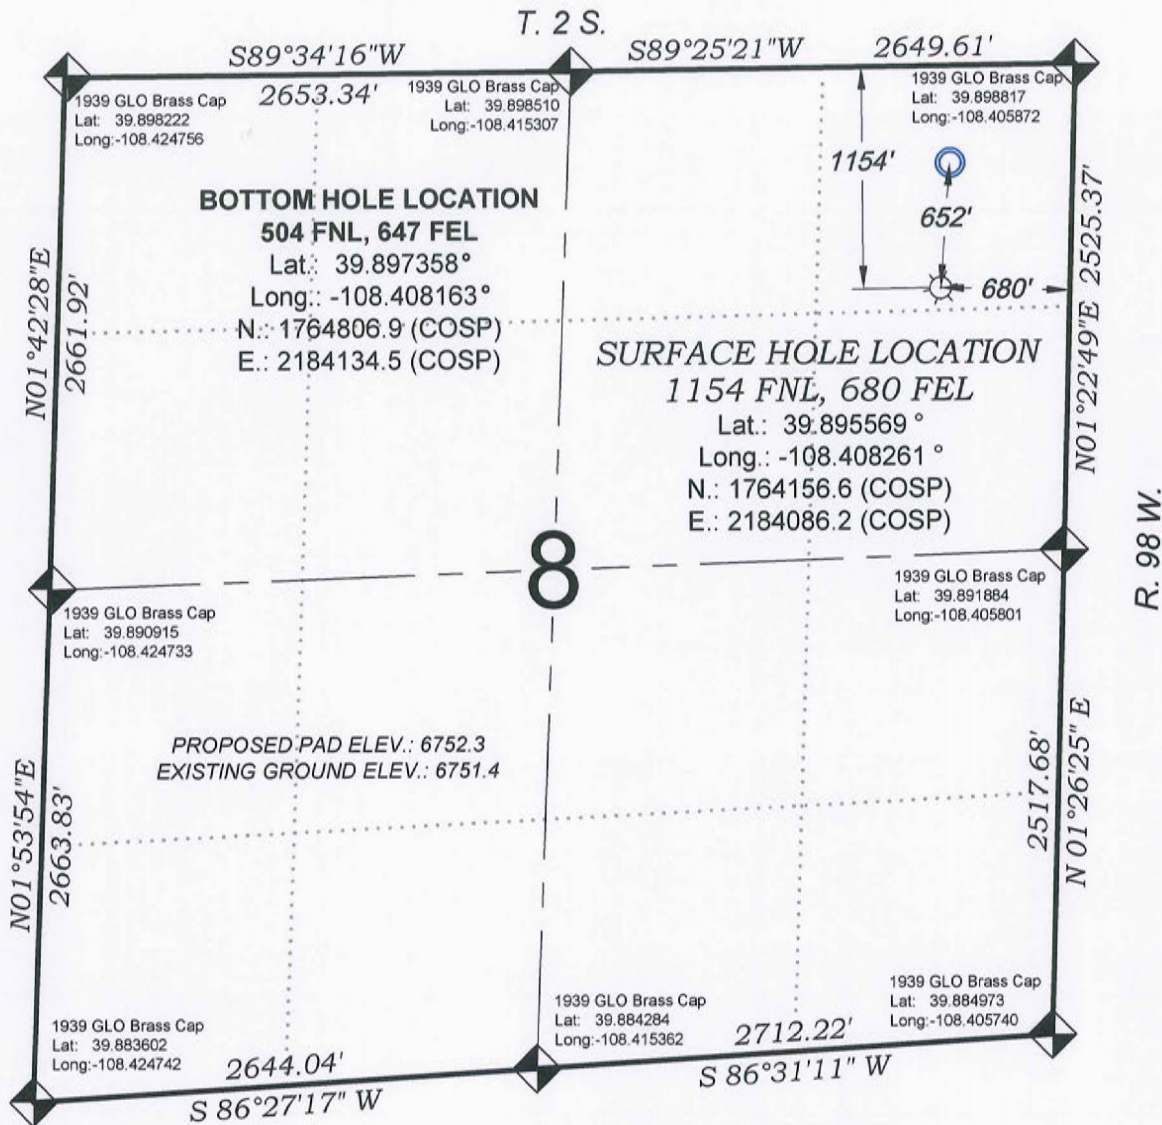 T. 2 S.
S89°34'16"W
S89°25'21"W
2649.61'
2653.34'
1939 GLO Brass Cap
Lat: 39.898222
Long:-108.424756
1939 GLO Brass Cap
Lat: 39.898510
Long:-108.415307
1939 GLO Brass Cap
Lat: 39.898817
Long:-108.405872
1154'
652'
680'
BOTTOM HOLE LOCATION
504 FNL, 647 FEL
Lat.: 39.897358°
Long.: -108.408163°
N.: 1764806.9 (COSP)
E.: 2184134.5 (COSP)
SURFACE HOLE LOCATION
1154 FNL, 680 FEL
Lat.: 39.895569 °
Long.: -108.408261 °
N.: 1764156.6 (COSP)
E.: 2184086.2 (COSP)
N01°42'28"E
2661.92'
N01°22'49"E 2525.37'
R. 98 W.
8
1939 GLO Brass Cap
Lat: 39.890915
Long:-108.424733
1939 GLO Brass Cap
Lat: 39.891884
Long:-108.405801
PROPOSED PAD ELEV.: 6752.3
EXISTING GROUND ELEV.: 6751.4
N01°53'54"E
2663.83'
2517.68'
N 01°26'25" E
1939 GLO Brass Cap
Lat: 39.883602
Long:-108.424742
1939 GLO Brass Cap
Lat: 39.884284
Long:-108.415362
1939 GLO Brass Cap
Lat: 39.884973
Long:-108.405740
2644.04'
S 86°27'17" W
2712.22'
S 86°31'11" W